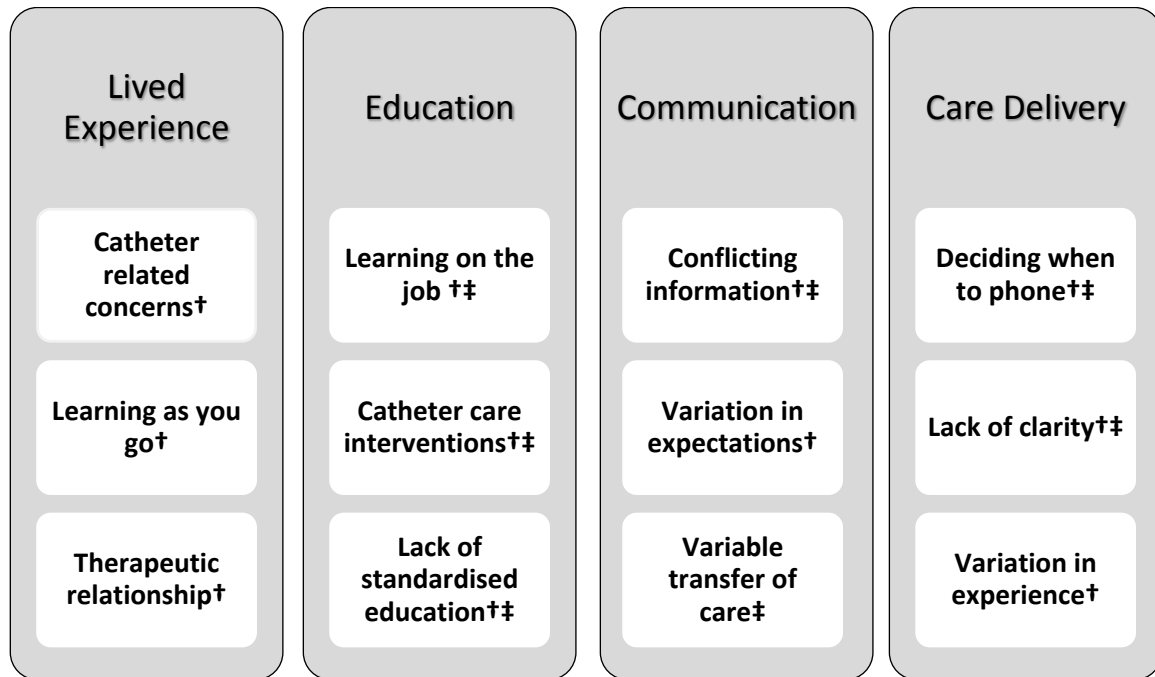 Lived
Experience
Catheter
related
concerns†
Learning as you
go†
Therapeutic
relationship†
Education
Learning on the
job †‡
Catheter care
interventions†‡
Lack of
standardised
education†‡
Communication
Conflicting
information†‡
Variation in
expectations†
Variable
transfer of
care‡
Care Delivery
Deciding when
to phone†‡
Lack of clarity†‡
Variation in
experience†